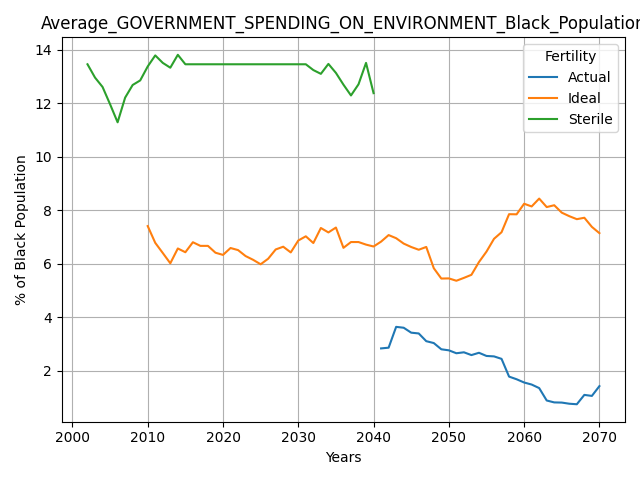 Average_GOVERNMENT_SPENDING_ON_ENVIRONMENT_Black_Population
% of Black Population
14
12
10
8
6
4
2
Fertility
Actual
Ideal
Sterile
2000 2010 2020 2030 2040 2050 2060 2070
Years